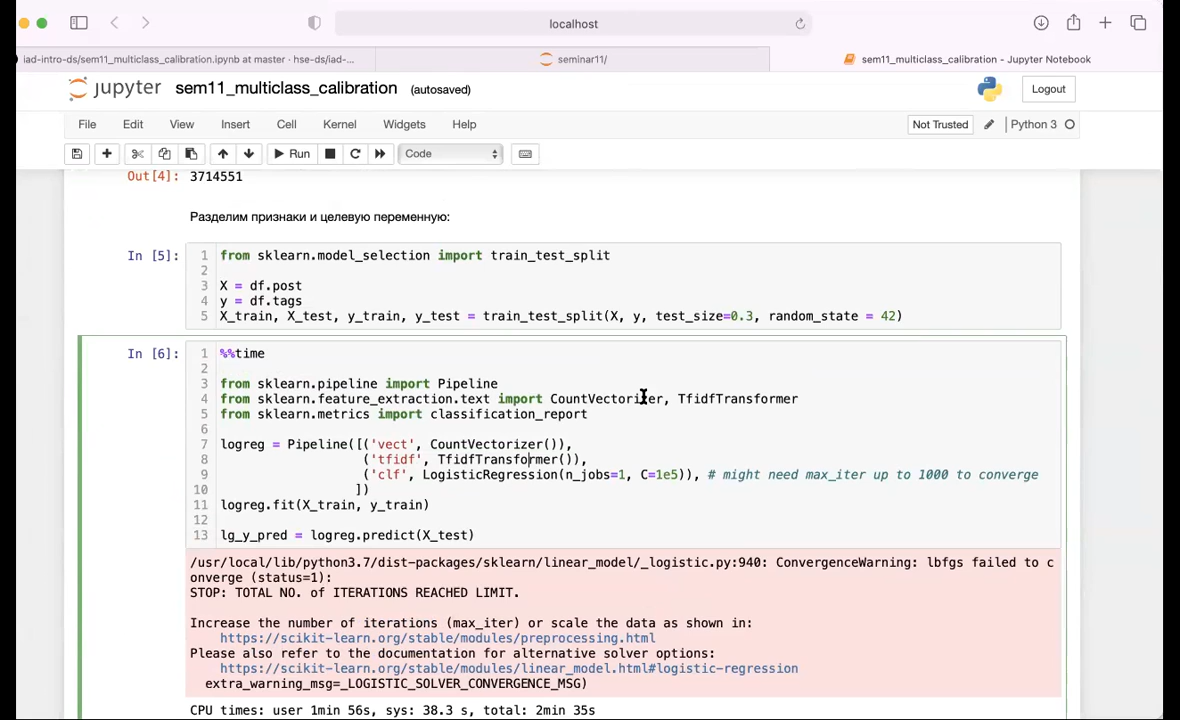 localhost
iad-intro-ds/sem11_multiclass_calibration.ipynb at master · hse-ds/iad-...
seminar11/
sem11_multiclass_calibration - Jupyter Notebook
jupyter sem11_multiclass_calibration (autosaved)
Logout
File Edit View Insert Cell Kernel Widgets Help
Not Trusted
Python 3
Run
Code
Out[4]: 3714551
Разделим признаки и целевую переменную:
In [5]:
1 from sklearn.model_selection import train_test_split
2
3 X = df.post
4 y = df.tags
5 X_train, X_test, y_train, y_test = train_test_split(X, y, test_size=0.3, random_state = 42)
In [6]:
1 %%time
2
3 from sklearn.pipeline import Pipeline
4 from sklearn.feature_extraction.text import CountVectorizer, TfidfTransformer
5 from sklearn.metrics import classification_report
6
7 logreg = Pipeline([('vect', CountVectorizer()),
8 ('tfidf', TfidfTransformer()),
9 ('clf', LogisticRegression(n_jobs=1, C=1e5)), # might need max_iter up to 1000 to converge
10 ])
11 logreg.fit(X_train, y_train)
12
13 lg_y_pred = logreg.predict(X_test)
/usr/local/lib/python3.7/dist-packages/sklearn/linear_model/_logistic.py:940: ConvergenceWarning: lbfgs failed to c
onverge (status=1):
STOP: TOTAL NO. of ITERATIONS REACHED LIMIT.
Increase the number of iterations (max_iter) or scale the data as shown in:
https://scikit-learn.org/stable/modules/preprocessing.html
Please also refer to the documentation for alternative solver options:
https://scikit-learn.org/stable/modules/linear_model.html#logistic-regression
extra_warning_msg=_LOGISTIC_SOLVER_CONVERGENCE_MSG)
CPU times: user 1min 56s, sys: 38.3 s, total: 2min 35s